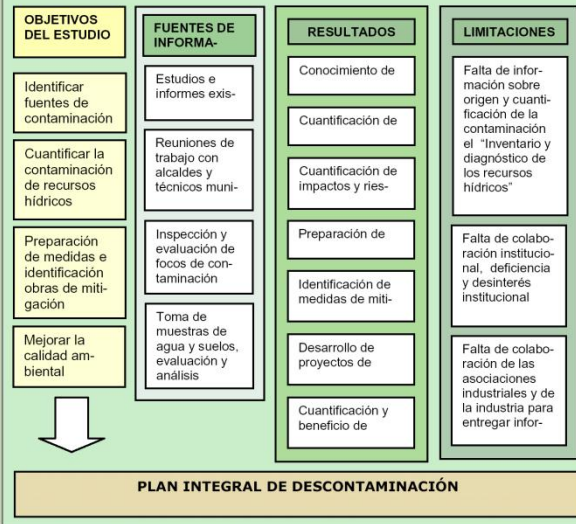 OBJETIVOS
DEL ESTUDIO
Identificar
fuentes de
contaminación
Cuantificar la
contaminación
de recursos
hídricos
Preparación
de medidas e
identificación
obras de miti-
gación
Mejorar la
calidad am-
biental
FUENTES DE
INFORMA-
Estudios e
informes exis-
Reuniones de
trabajo con
alcaldes y
técnicos muni-
Inspección y
evaluación de
focos de con-
taminación
Toma de
muestras de
agua y suelos,
evaluación y
análisis
RESULTADOS
Conocimiento de
Cuantificación de
Cuantificación de
impactos y ries-
Preparación de
Identificación de
medidas de miti-
Desarrollo de
proyectos de
Cuantificación y
beneficio de
LIMITACIONES
Falta de infor-
mación sobre
origen y cuanti-
ficación de la
contaminación
el “Inventario y
diagnóstico de
los recursos
hídricos”
Falta de colabo-
ración institucio-
nal, deficiencia
y desinterés
institucional
Falta de colabo-
ración de las
asociaciones
industriales y de
la industria para
entregar infor-
PLAN INTEGRAL DE DESCONTAMINACIÓN